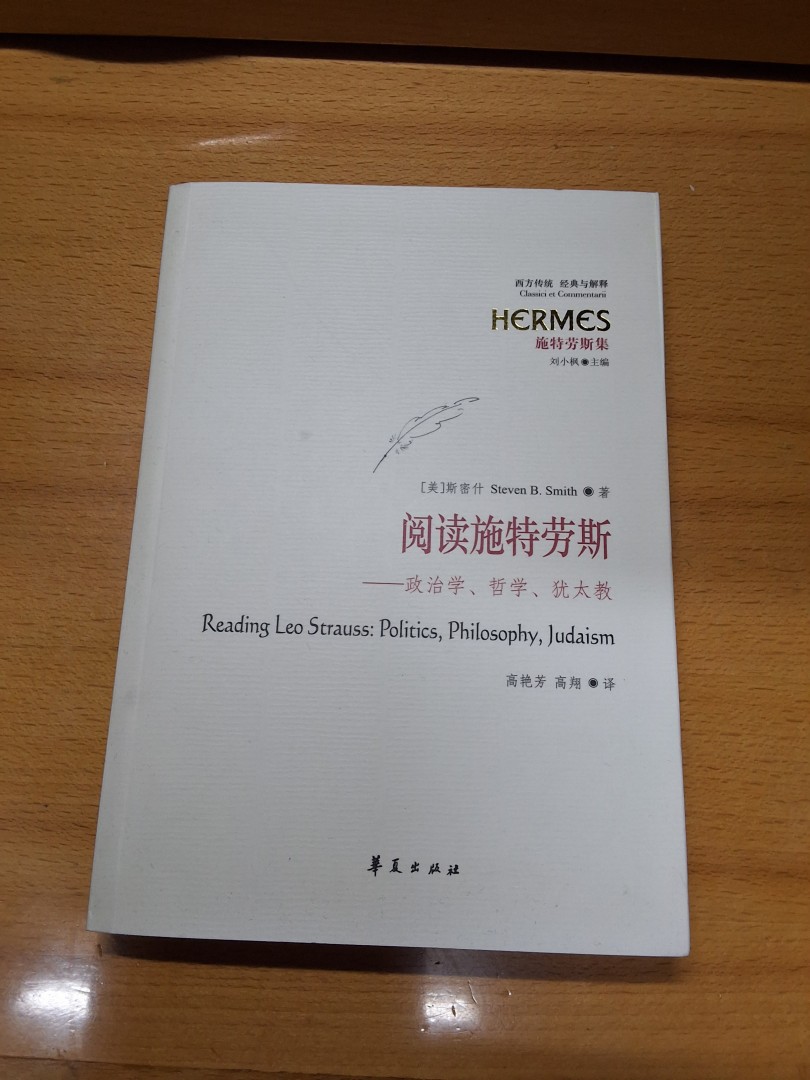 西方传统 经典与解释
Classici et Commentarii
HERMES
施特劳斯集
刘小枫◉主编
[美]斯密什 Steven B. Smith ◉ 著
阅读施特劳斯
——政治学、哲学、犹太教
Reading Leo Strauss: Politics, Philosophy, Judaism
高艳芳 高翔 ◉ 译
華夏出版社